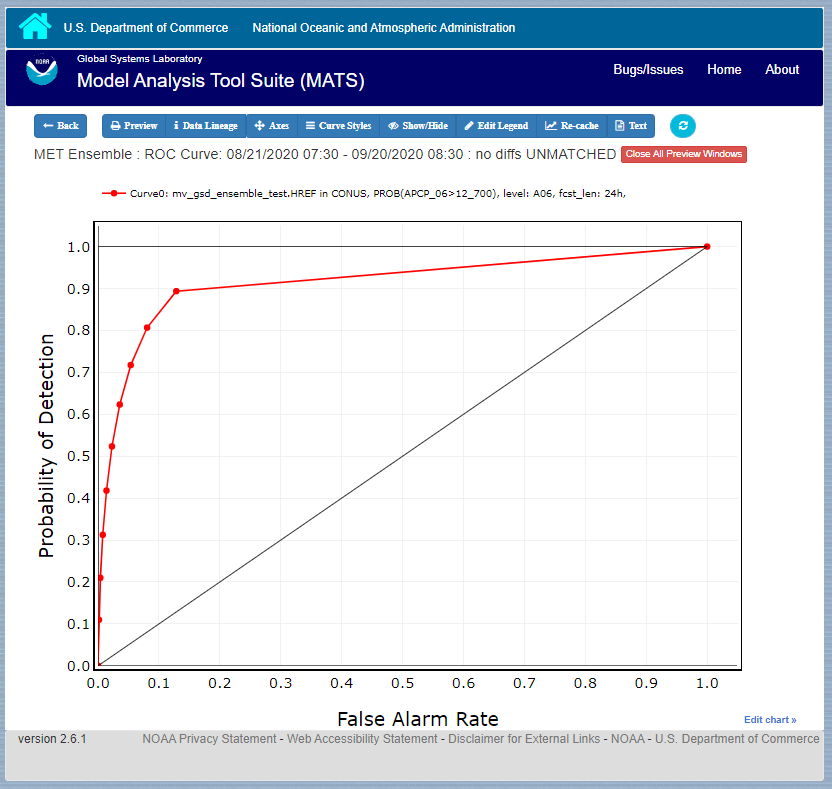 U.S. Department of Commerce National Oceanic and Atmospheric Administration
NOAA
Global Systems Laboratory
Model Analysis Tool Suite (MATS)
Bugs/Issues Home About
Back Preview Data Lineage Axes Curve Styles Show/Hide Edit Legend Re-cache Text
MET Ensemble : ROC Curve: 08/21/2020 07:30 - 09/20/2020 08:30 : no diffs UNMATCHED Close All Preview Windows
Curve0: mv_gsd_ensemble_test.HREF in CONUS, PROB(APCP_06>12_700), level: A06, fcst_len: 24h,
Probability of Detection
1.0
0.9
0.8
0.7
0.6
0.5
0.4
0.3
0.2
0.1
0.0
0.0 0.1 0.2 0.3 0.4 0.5 0.6 0.7 0.8 0.9 1.0
False Alarm Rate
Edit chart »
version 2.6.1 NOAA Privacy Statement - Web Accessibility Statement - Disclaimer for External Links - NOAA - U.S. Department of Commerce